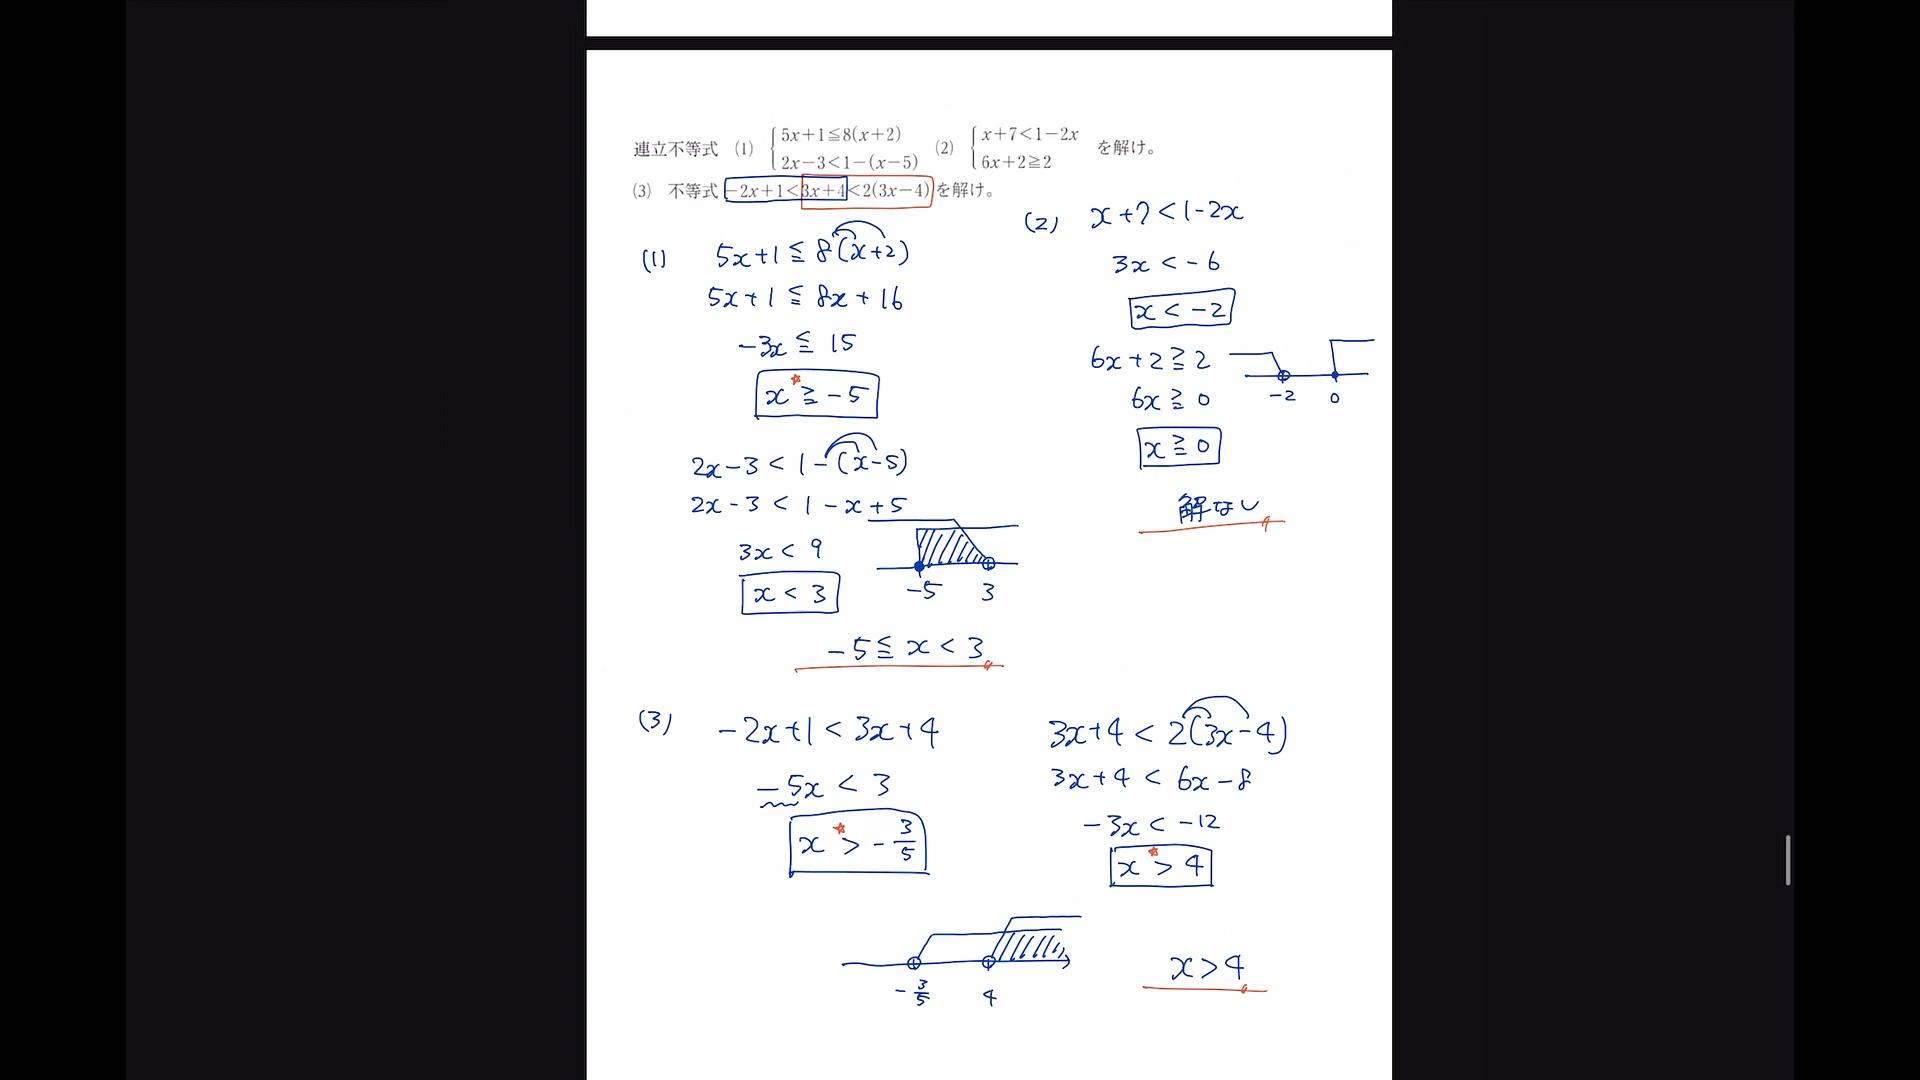 連立不等式 (1) { 5x+1≦8(x+2)
2x-3<1-(x-5) (2) { x+7<1-2x
6x+2≧2 を解け。
(3) 不等式 -2x+1<3x+4<2(3x-4) を解け。
(1) 5x+1≦8(x+2)
5x+1≦8x+16
-3x≦15
x≧-5
2x-3<1-(x-5)
2x-3<1-x+5
3x<9
x<3
-5 3
-5≦x<3
(2) x+7<1-2x
3x<-6
x<-2
6x+2≧2
6x≧0
x≧0
-2 0
解なし
(3) -2x+1<3x+4
-5x<3
x>-3/5
3x+4<2(3x-4)
3x+4<6x-8
-3x<-12
x>4
-3/5 4
x>4